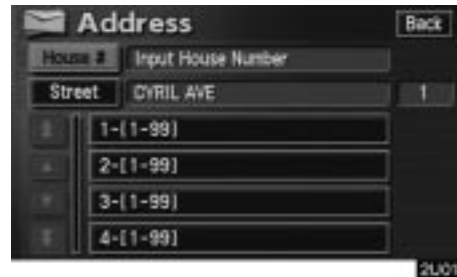 Address Back
House # Input House Number
Street CYRIL AVE 1
1-[1-99]
2-[1-99]
3-[1-99]
4-[1-99]
2U01